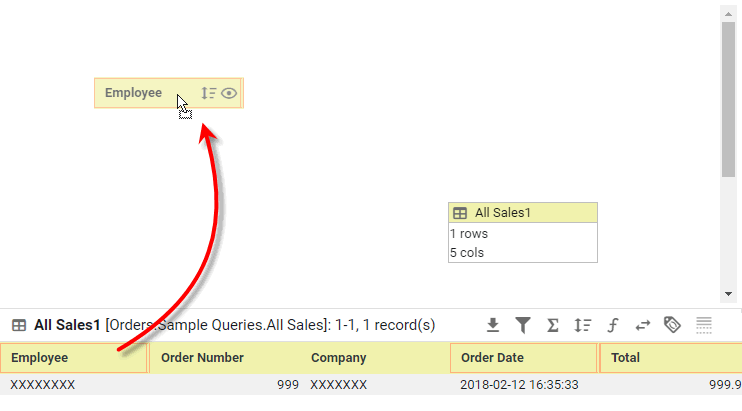 Employee
All Sales1
1 rows
5 cols
All Sales1 [Orders.Sample Queries.All Sales]: 1-1, 1 record(s)
Employee Order Number Company Order Date Total
XXXXXXXX 999 XXXXXXX 2018-02-12 16:35:33 999.9